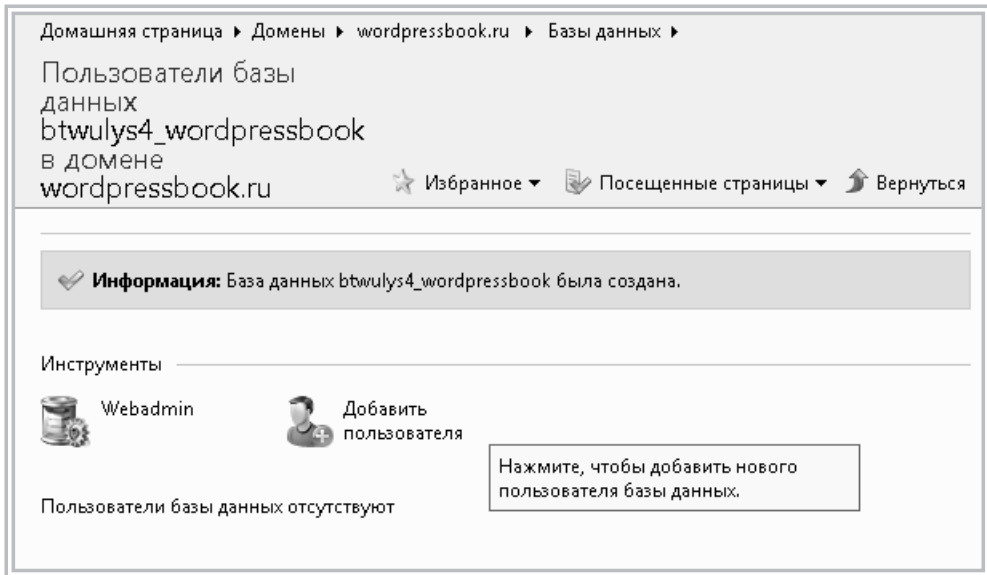 Домашняя страница ▸ Домены ▸ wordpressbook.ru ▸ Базы данных ▸
Пользователи базы
данных
btwulys4_wordpressbook
в домене
wordpressbook.ru
Избранное ▾ Посещенные страницы ▾ Вернуться
Информация: База данных btwulys4_wordpressbook была создана.
Инструменты
Webadmin
Добавить
пользователя
Нажмите, чтобы добавить нового
пользователя базы данных.
Пользователи базы данных отсутствуют